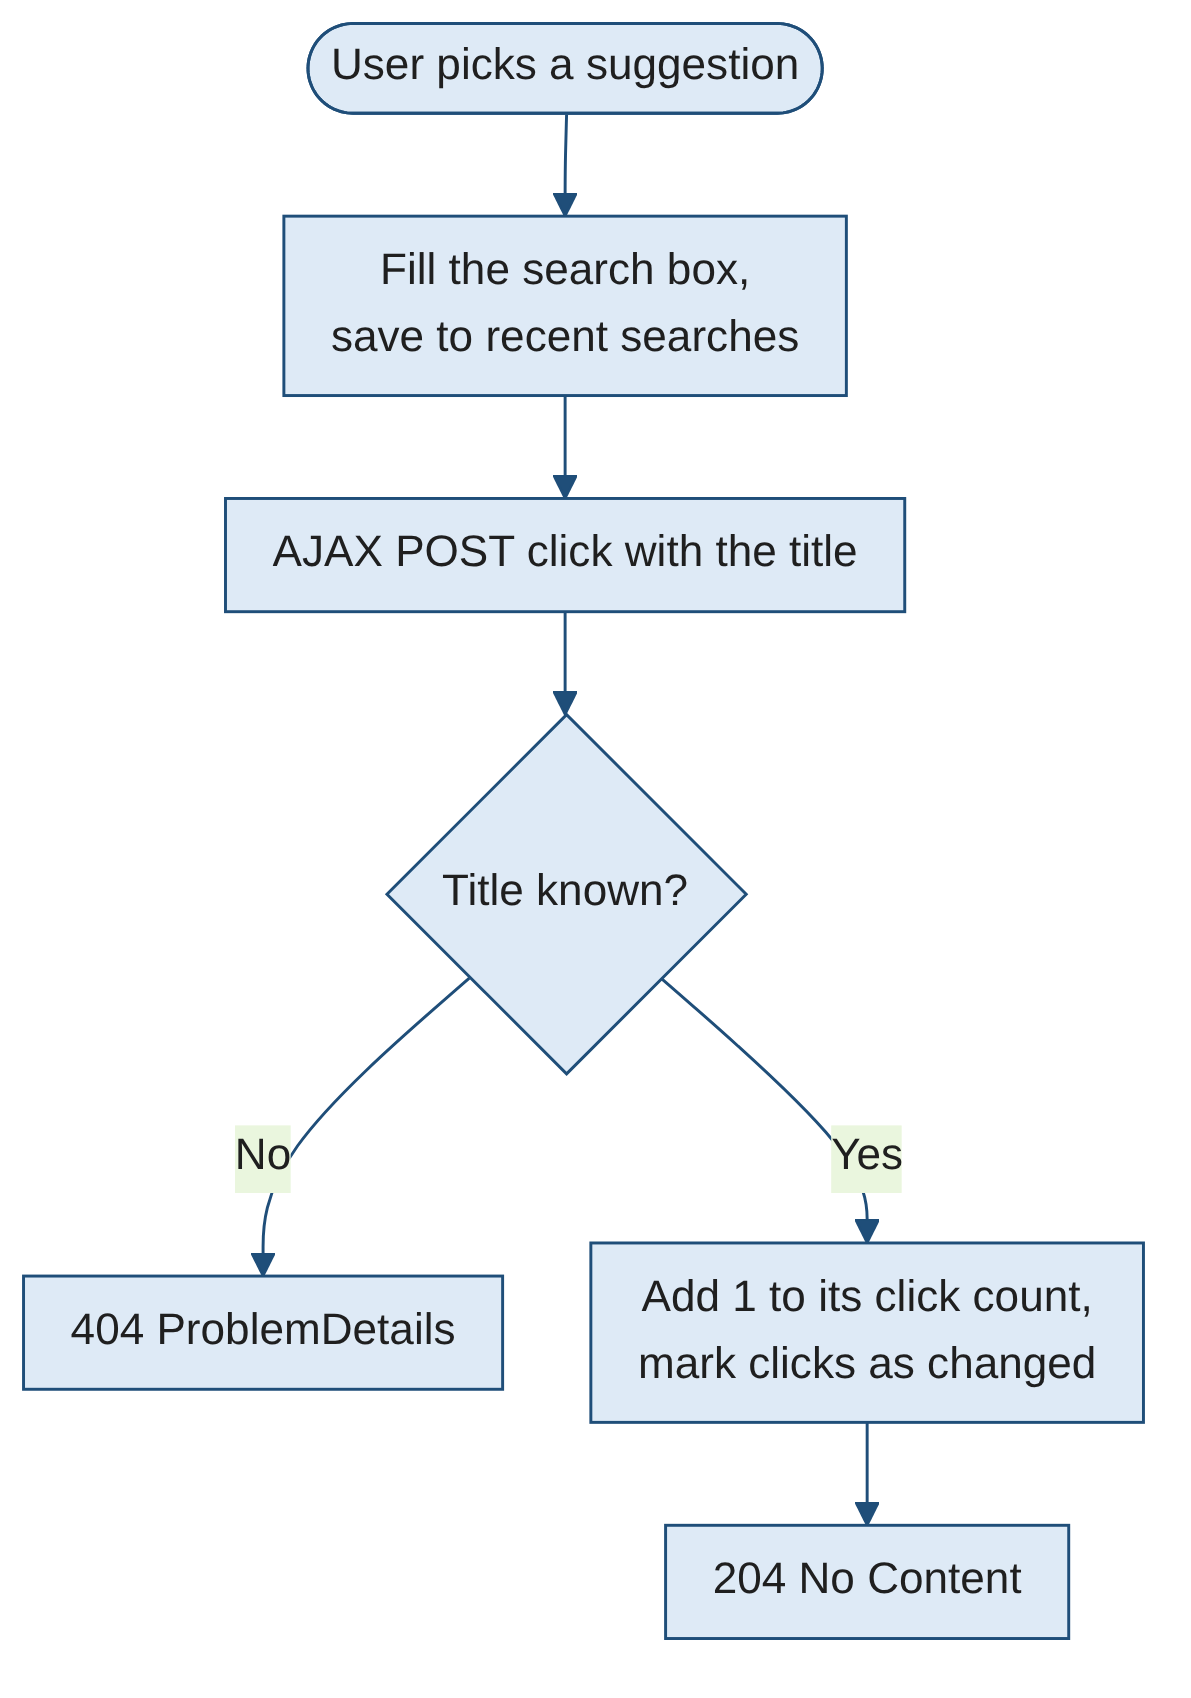 User picks a suggestion
Fill the search box,
save to recent searches
AJAX POST click with the title
Title known?
No
Yes
404 ProblemDetails
Add 1 to its click count,
mark clicks as changed
204 No Content